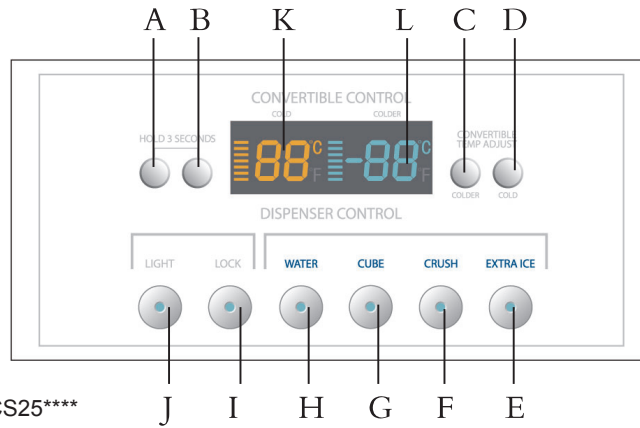 A B K L C D
CONVERTIBLE CONTROL
COLD COLDER
HOLD 3 SECONDS
CONVERTIBLE
TEMP ADJUST
88 °C F -88 °C F
COLDER COLD
DISPENSER CONTROL
LIGHT LOCK WATER CUBE CRUSH EXTRA ICE
CS25****
J I H G F E